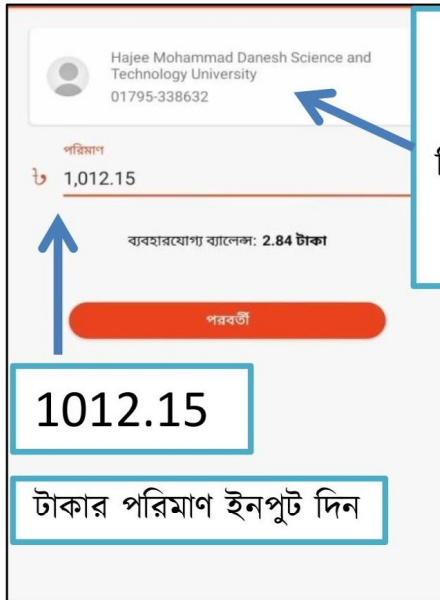 Hajee Mohammad Danesh Science and
Technology University
01795-338632
পরিমাণ
৳ 1,012.15
ব্যবহারযোগ্য ব্যালেন্স: 2.84 টাকা
পরবর্তী
1012.15
টাকার পরিমাণ ইনপুট দিন